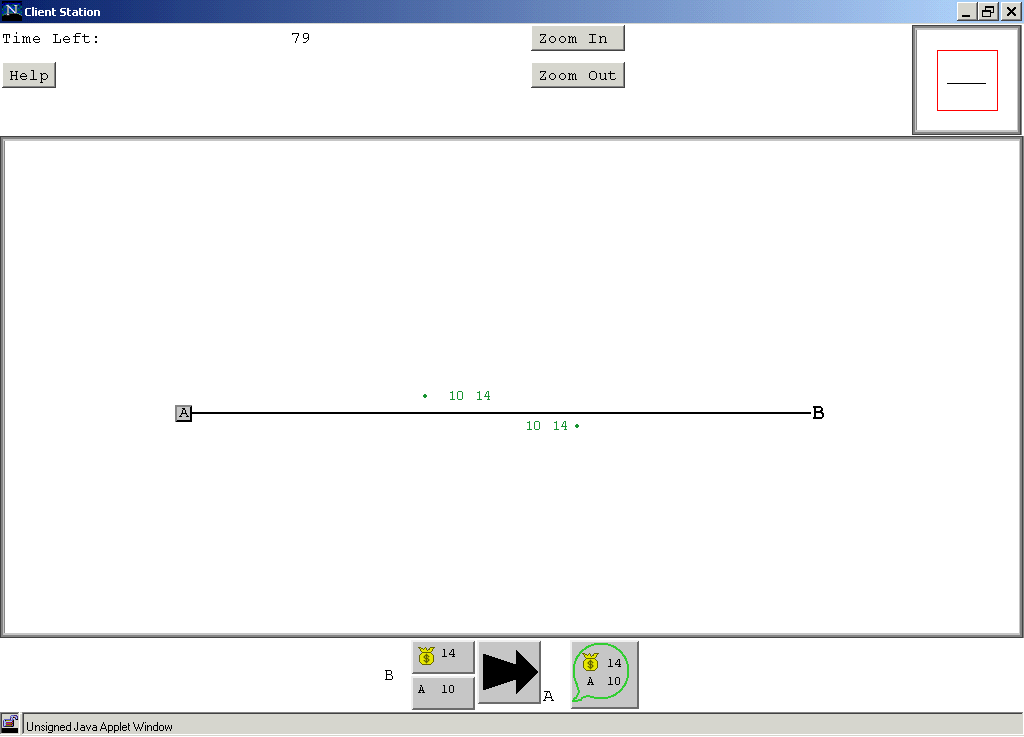 Client Station
Time Left: 79
Zoom In
Help
Zoom Out
10 14
A
B
10 14
14
14
B
A 10
A 10
A
Unsigned Java Applet Window